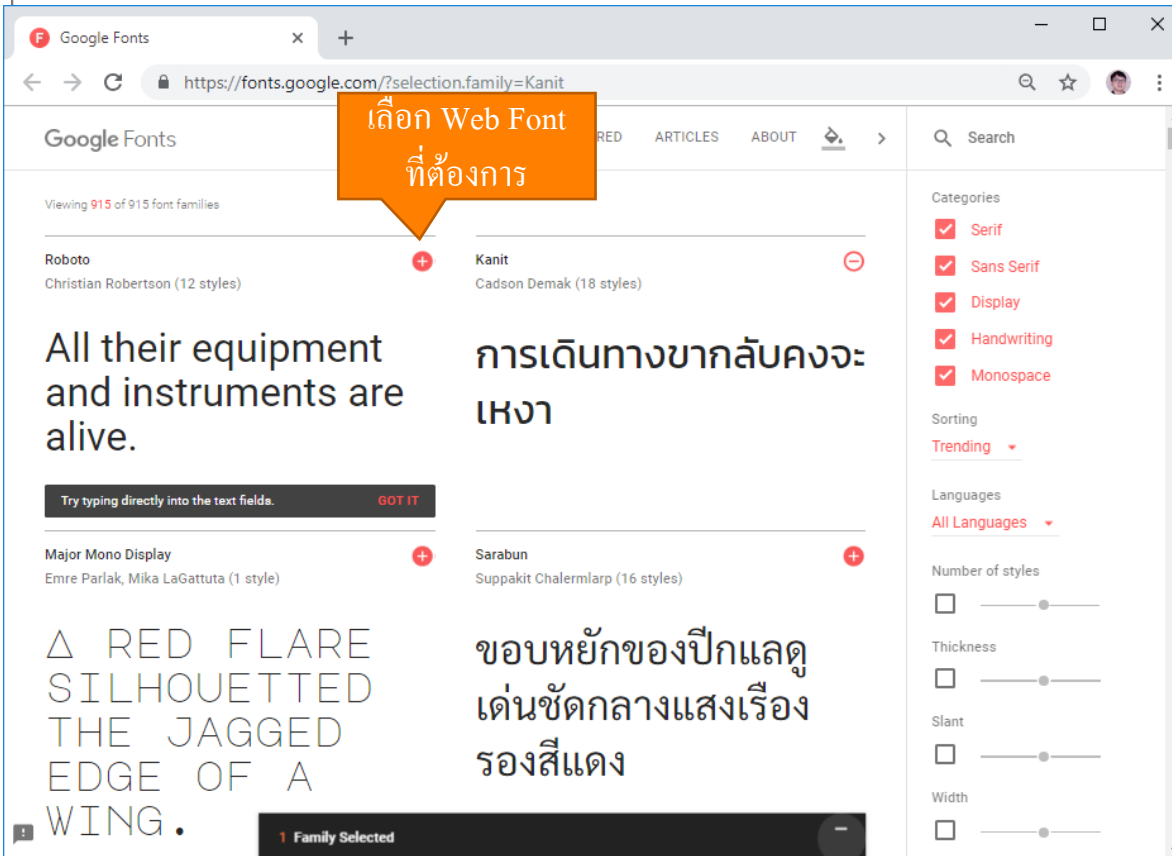 Google Fonts
https://fonts.google.com/?selection.family=Kanit
เลือก Web Font
ที่ต้องการ
Google Fonts
RED
ARTICLES
ABOUT
Search
Viewing 915 of 915 font families
Roboto
Christian Robertson (12 styles)
All their equipment
and instruments are
alive.
Try typing directly into the text fields.
GOT IT
Kanit
Cadson Demak (18 styles)
การเดินทางขากลับคงจะ
เหงา
Major Mono Display
Emre Parlak, Mika LaGattuta (1 style)
A RED FLARE
SILHOUETTED
THE JAGGED
EDGE OF A
WING.
Sarabun
Suppakit Chalermlarp (16 styles)
ขอบหยักของปีกแลดู
เด่นชัดกลางแสงเรือง
รองสีแดง
1 Family Selected
Categories
Serif
Sans Serif
Display
Handwriting
Monospace
Sorting
Trending
Languages
All Languages
Number of styles
Thickness
Slant
Width